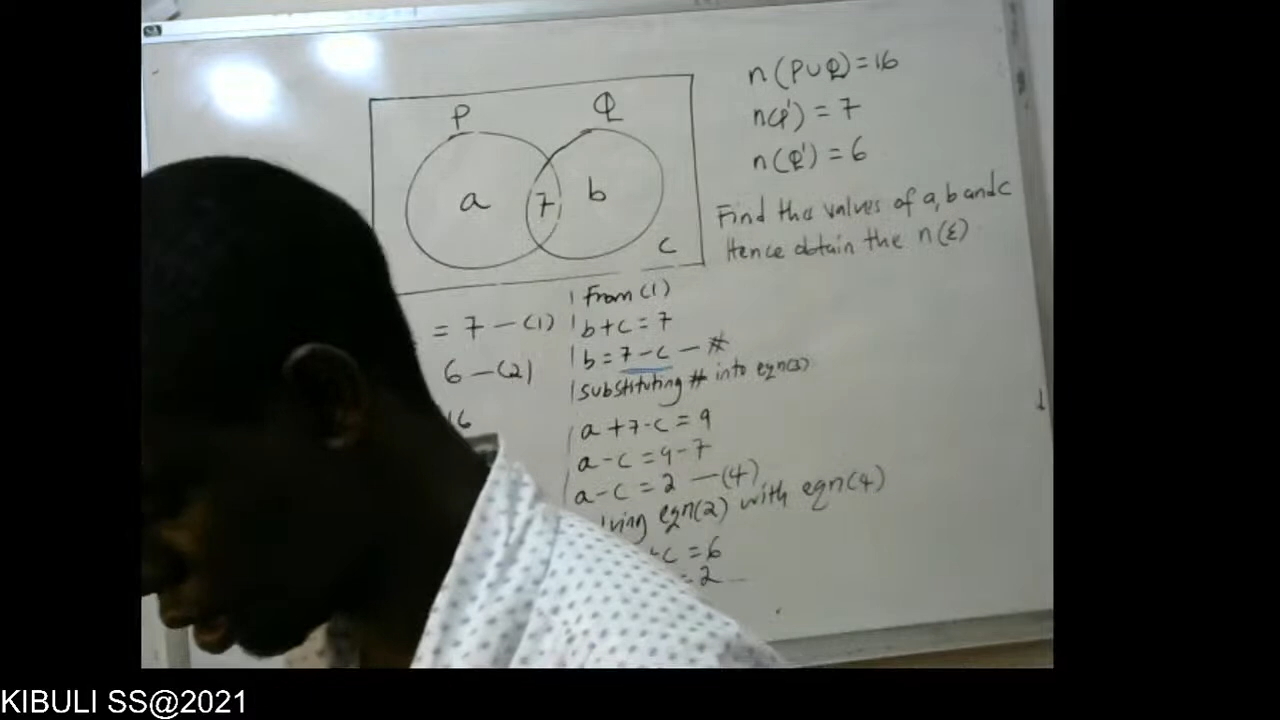 P
Q
a
7
b
c
n(P∪Q)=16
n(P')=7
n(Q')=6
Find the values of a, b and c
Hence obtain the n(ε)
= 7 —(1)
6 —(2)
16
From (1)
b+c=7
b=7-c — #
Substituting # into eqn(3)
a+7-c=9
a-c=9-7
a-c=2 —(4)
eqn(2) with eqn(4)
+c=6
=2
KIBULI SS@2021